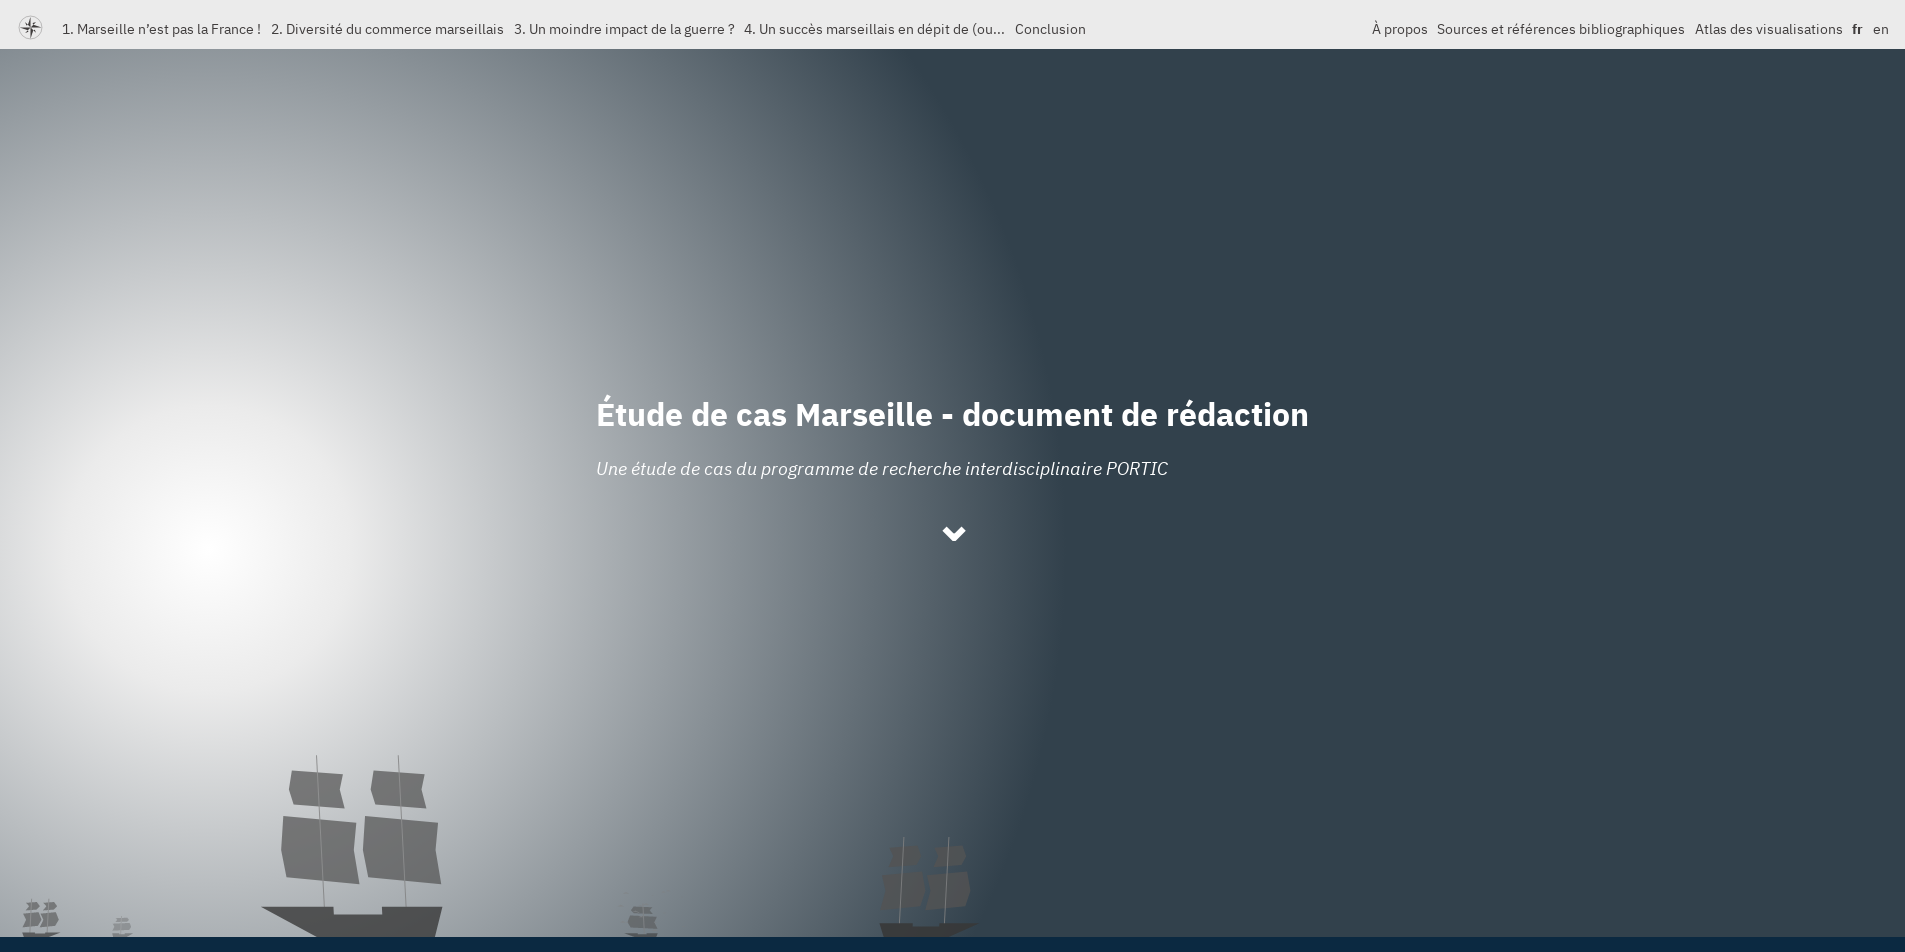 1. Marseille n’est pas la France ! 2. Diversité du commerce marseillais 3. Un moindre impact de la guerre ? 4. Un succès marseillais en dépit de (ou... Conclusion À propos Sources et références bibliographiques Atlas des visualisations fr en
Étude de cas Marseille - document de rédaction
Une étude de cas du programme de recherche interdisciplinaire PORTIC